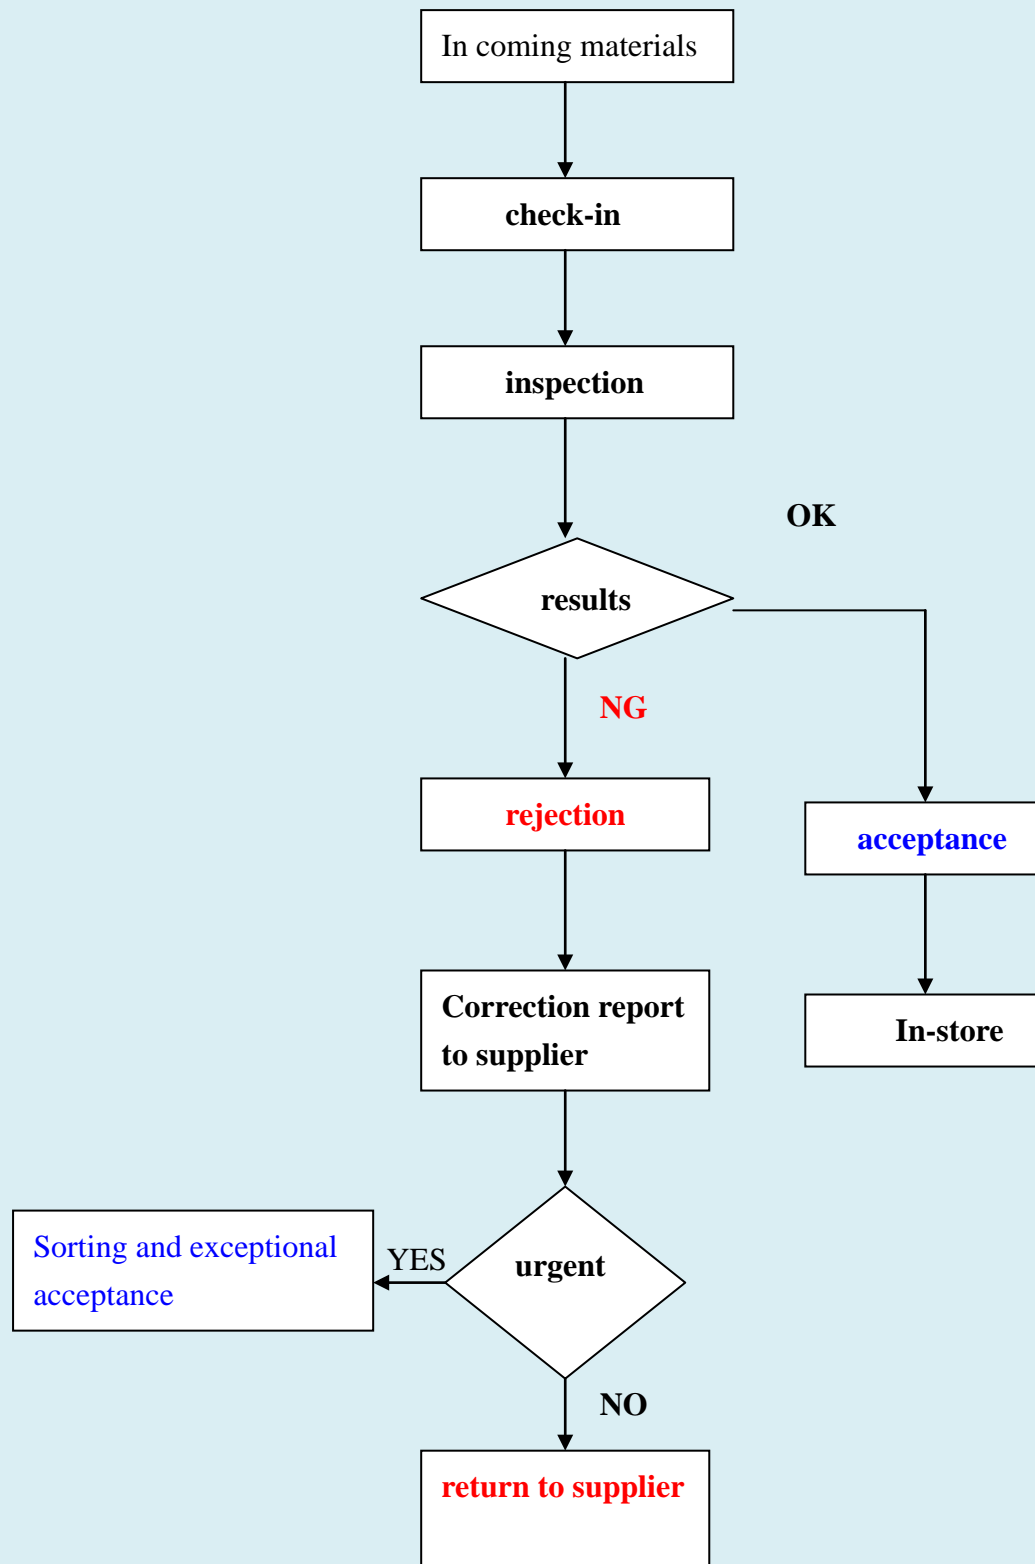 In coming materials
check-in
inspection
OK
results
NG
rejection
acceptance
Correction report
to supplier
In-store
Sorting and exceptional
acceptance
YES
urgent
NO
return to supplier